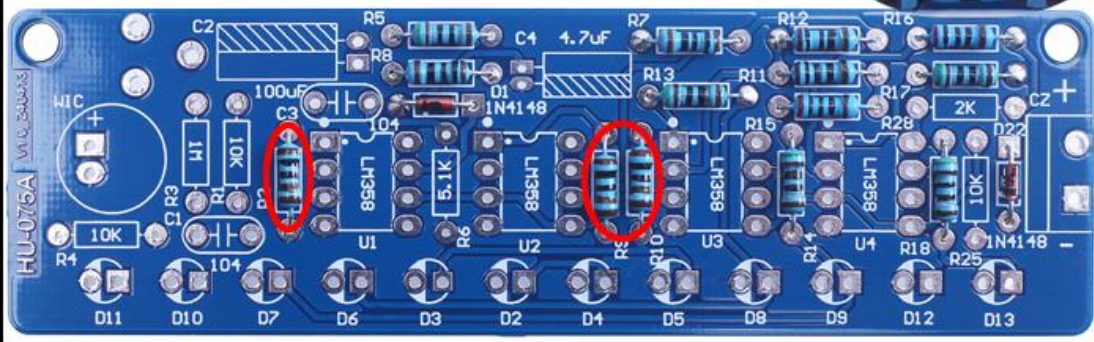 R5
R7
R12
R16
C2
C4
4.7uF
R8
R13
R11
HU-075A
MIC
+
100uF
C3
104
D1
1N4148
R17
2K
CZ
+
R15
R28
D22
1M
10K
R2
LM358
5.1K
LM358
LM358
LM358
10K
R3
R1
C1
R4
10K
104
U1
R6
U2
R9
R10
U3
R14
U4
R18
R25
1N4148
-
D11
D10
D7
D6
D3
D2
D4
D5
D8
D9
D12
D13